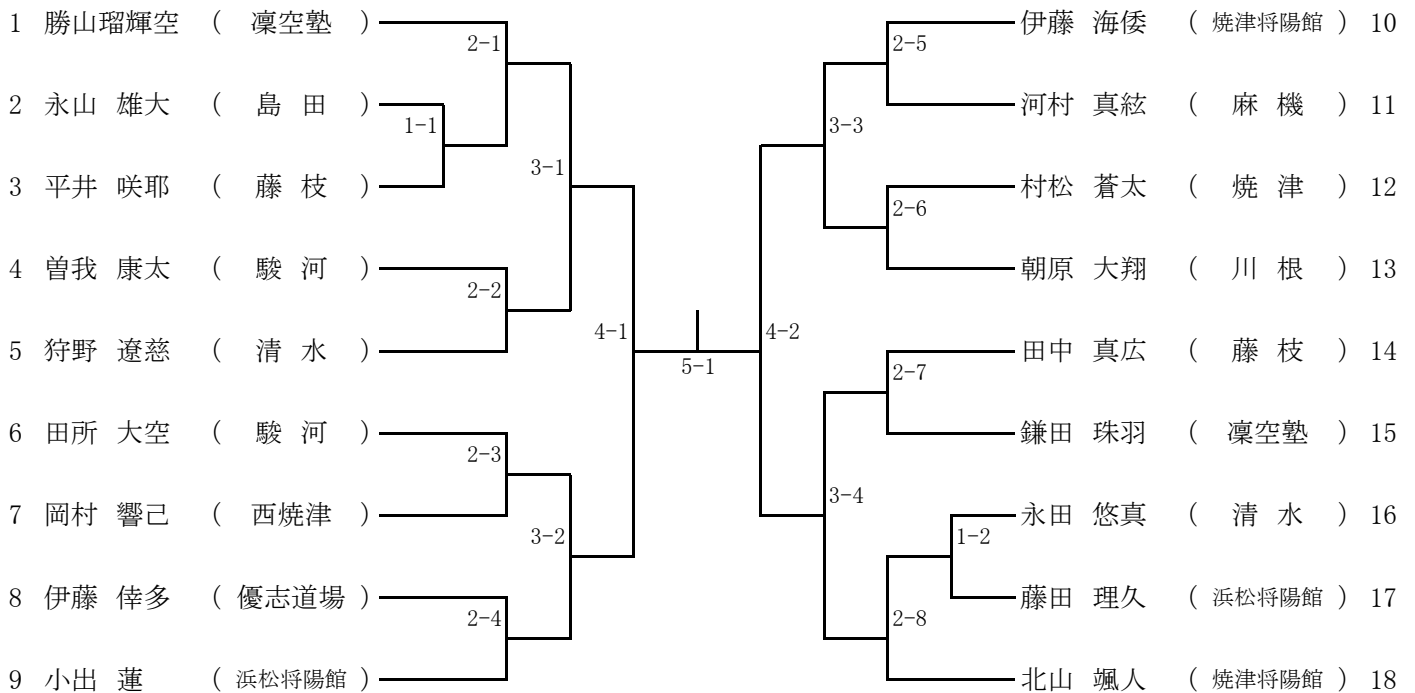 1 勝山瑠輝空 （ 凜空塾 ）
2-1
2 永山 雄大 （ 島 田 ）
1-1
3 平井 咲耶 （ 藤 枝 ）
3-1
4 曽我 康太 （ 駿 河 ）
2-2
5 狩野 遼慈 （ 清 水 ）
4-1
6 田所 大空 （ 駿 河 ）
2-3
7 岡村 響己 （ 西焼津 ）
3-2
8 伊藤 倖多 （ 優志道場 ）
2-4
9 小出 蓮 （ 浜松将陽館 ）
5-1
伊藤 海倭 （ 焼津将陽館 ） 10
2-5
河村 真絃 （ 麻 機 ） 11
3-3
村松 蒼太 （ 焼 津 ） 12
2-6
朝原 大翔 （ 川 根 ） 13
4-2
田中 真広 （ 藤 枝 ） 14
2-7
鎌田 珠羽 （ 凜空塾 ） 15
3-4
永田 悠真 （ 清 水 ） 16
1-2
藤田 理久 （ 浜松将陽館 ） 17
2-8
北山 颯人 （ 焼津将陽館 ） 18